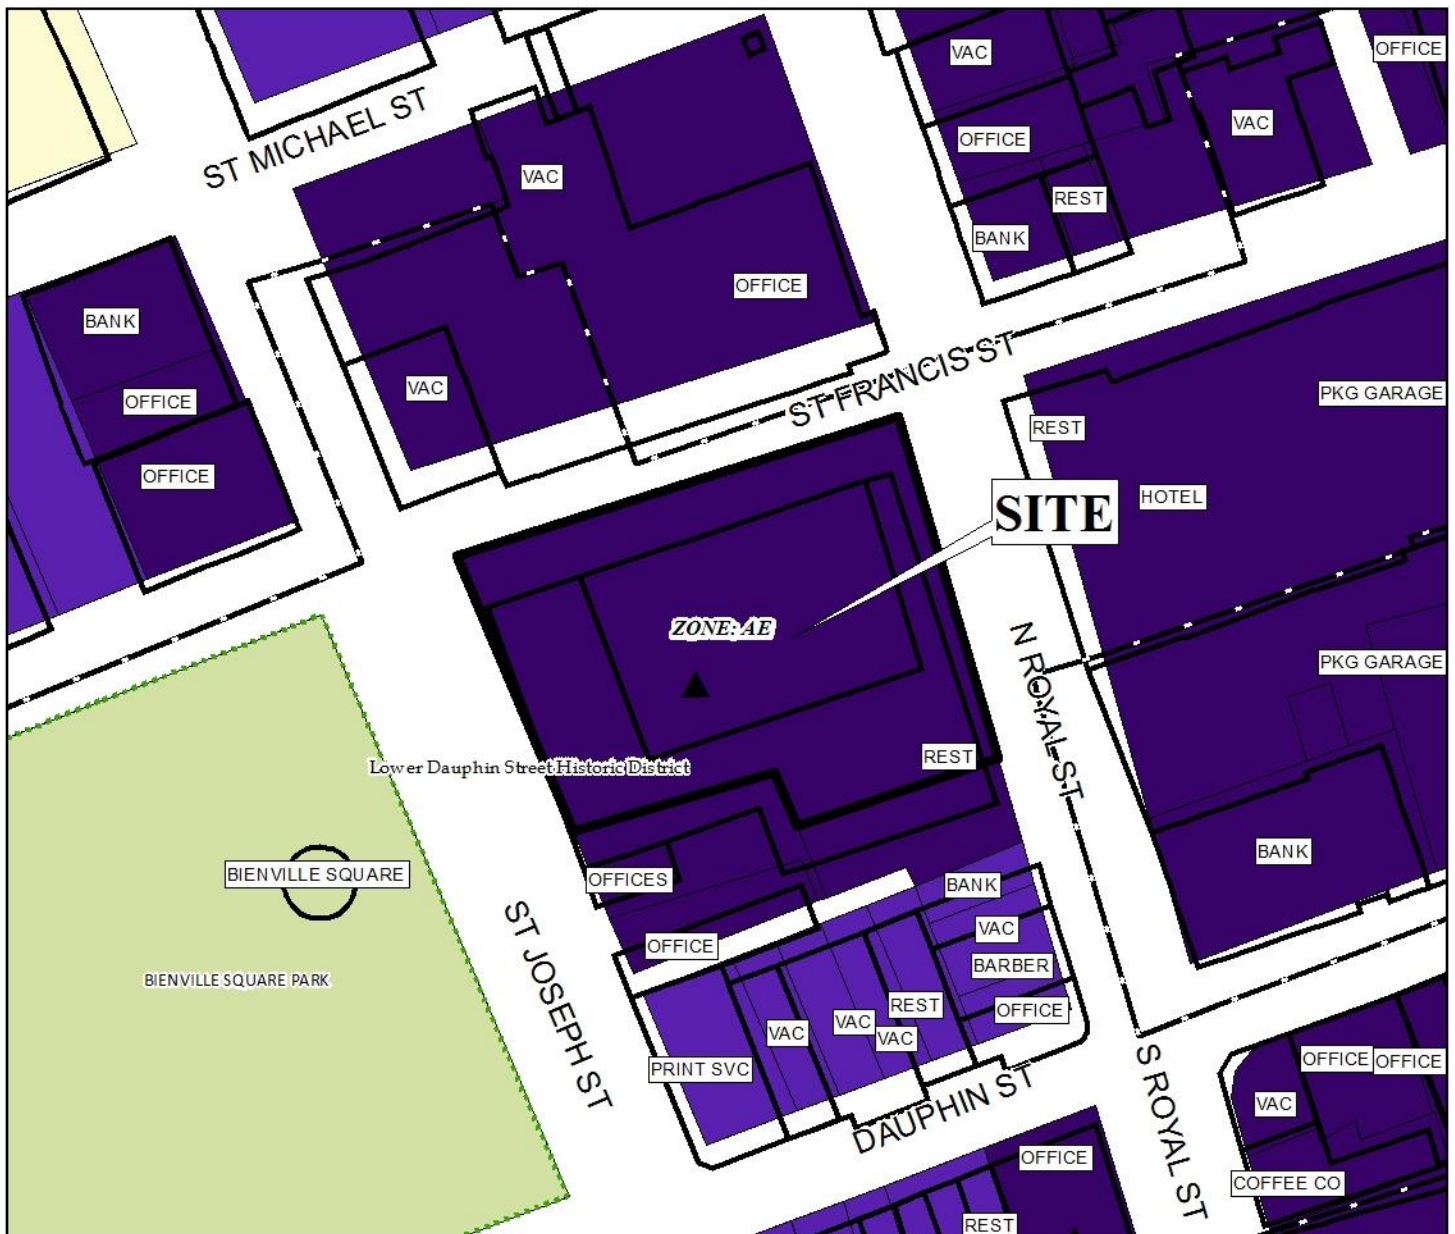 OFFICE
VAC
ST MICHAEL ST
VAC
OFFICE
VAC
REST
BANK
OFFICE
BANK
ST FRANCIS ST
VAC
OFFICE
PKG GARAGE
REST
OFFICE
SITE
HOTEL
ZONE: AE
N ROYAL ST
PKG GARAGE
REST
Lower Dauphin Street Historic District
BANK
BIENVILLE SQUARE
OFFICES
BANK
VAC
OFFICE
BARBER
BIENVILLE SQUARE PARK
ST JOSEPH ST
REST
OFFICE
VAC
VAC
VAC
PRINT SVC
OFFICE
OFFICE
S ROYAL ST
VAC
DAUPHIN ST
OFFICE
COFFEE CO
REST